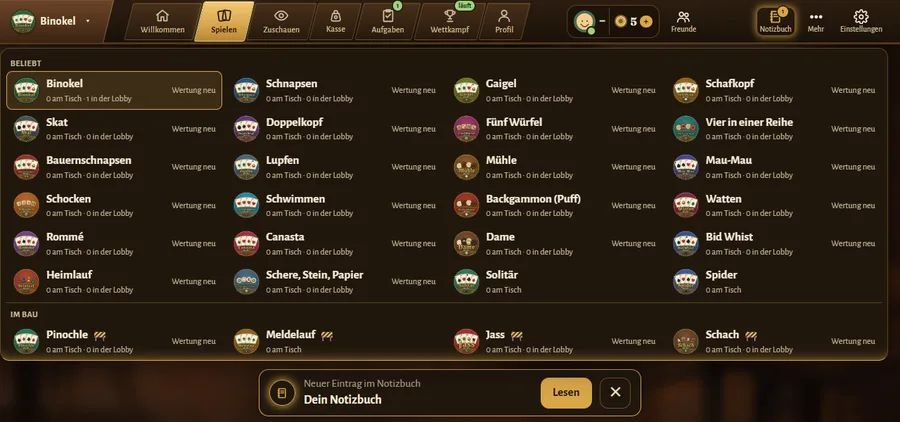 Binokel
Willkommen
Spielen
Zuschauen
Kasse
1
Aufgaben
läuft
Wettkampf
Profil
–
5
Freunde
1
Notizbuch
Mehr
Einstellungen
BELIEBT
Binokel
0 am Tisch · 1 in der Lobby
Wertung neu
Schnapsen
0 am Tisch · 0 in der Lobby
Wertung neu
Gaigel
0 am Tisch · 0 in der Lobby
Wertung neu
Schafkopf
0 am Tisch · 0 in der Lobby
Wertung neu
Skat
0 am Tisch · 0 in der Lobby
Wertung neu
Doppelkopf
0 am Tisch · 0 in der Lobby
Wertung neu
Fünf Würfel
0 am Tisch · 0 in der Lobby
Wertung neu
Vier in einer Reihe
0 am Tisch · 0 in der Lobby
Wertung neu
Bauernschnapsen
0 am Tisch · 0 in der Lobby
Wertung neu
Lupfen
0 am Tisch · 0 in der Lobby
Wertung neu
Mühle
0 am Tisch · 0 in der Lobby
Wertung neu
Mau-Mau
0 am Tisch · 0 in der Lobby
Wertung neu
Schocken
0 am Tisch · 0 in der Lobby
Wertung neu
Schwimmen
0 am Tisch · 0 in der Lobby
Wertung neu
Backgammon (Puff)
0 am Tisch · 0 in der Lobby
Wertung neu
Watten
0 am Tisch · 0 in der Lobby
Wertung neu
Rommé
0 am Tisch · 0 in der Lobby
Wertung neu
Canasta
0 am Tisch · 0 in der Lobby
Wertung neu
Dame
0 am Tisch · 0 in der Lobby
Wertung neu
Bid Whist
0 am Tisch · 0 in der Lobby
Wertung neu
Heimlauf
0 am Tisch · 0 in der Lobby
Wertung neu
Schere, Stein, Papier
0 am Tisch · 0 in der Lobby
Wertung neu
Solitär
0 am Tisch
Spider
0 am Tisch
IM BAU
Pinochle
0 am Tisch · 0 in der Lobby
Wertung neu
Meldelauf
0 am Tisch
Jass
0 am Tisch · 0 in der Lobby
Wertung neu
Schach
0 am Tisch · 0 in der Lobby
Wertung neu
Neuer Eintrag im Notizbuch
Dein Notizbuch
Lesen